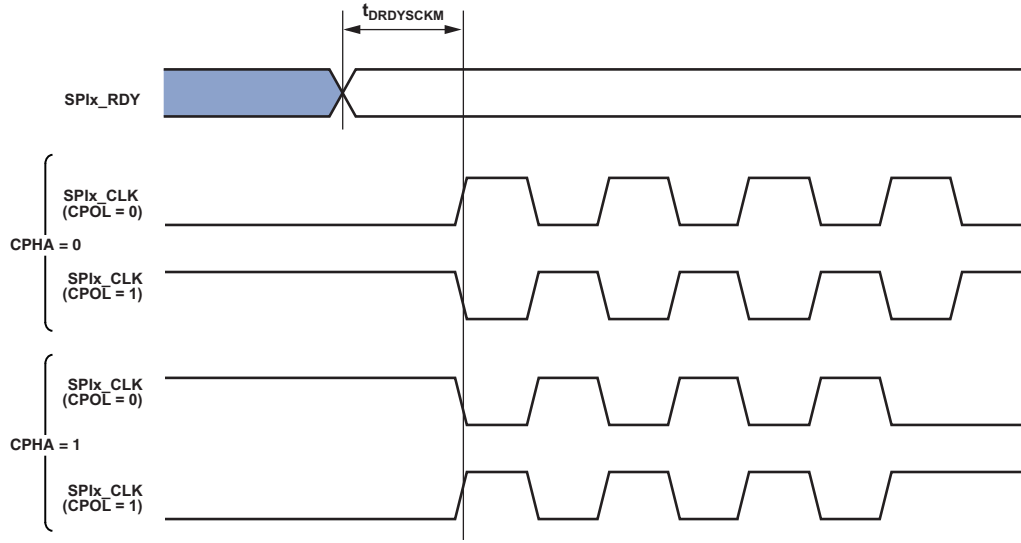 tDRDYSCKM
SPIx_RDY
SPIx_CLK
(CPOL = 0)
CPHA = 0
SPIx_CLK
(CPOL = 1)
SPIx_CLK
(CPOL = 0)
CPHA = 1
SPIx_CLK
(CPOL = 1)